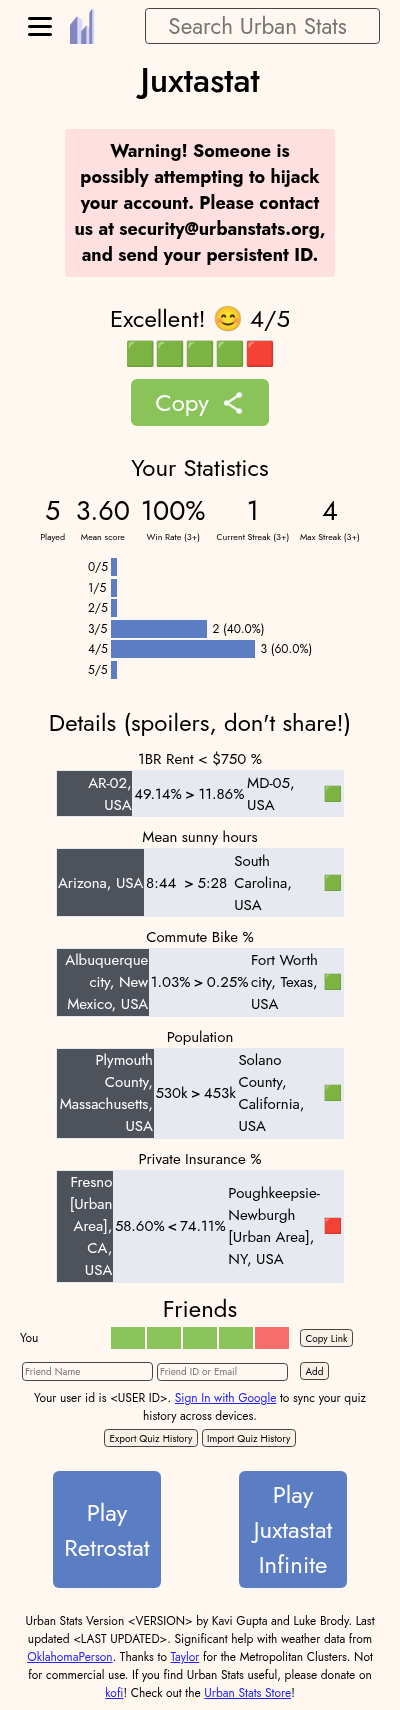 Search Urban Stats
Juxtastat
Warning! Someone is
possibly attempting to hijack
your account. Please contact
us at security@urbanstats.org,
and send your persistent ID.
Excellent! 😊 4/5
🟩🟩🟩🟩🟥
Copy
Your Statistics
5 3.60 100% 1 4
Played Mean score Win Rate (3+) Current Streak (3+) Max Streak (3+)
0/5
1/5
2/5
3/5 2 (40.0%)
4/5 3 (60.0%)
5/5
Details (spoilers, don't share!)
1BR Rent < $750 %
AR-02,
USA
49.14% > 11.86%
MD-05,
USA
🟩
Mean sunny hours
Arizona, USA
8:44 > 5:28
South
Carolina,
USA
🟩
Commute Bike %
Albuquerque
city, New
Mexico, USA
1.03% > 0.25%
Fort Worth
city, Texas,
USA
🟩
Population
Plymouth
County,
Massachusetts,
USA
530k > 453k
Solano
County,
California,
USA
🟩
Private Insurance %
Fresno
[Urban
Area],
CA,
USA
58.60% < 74.11%
Poughkeepsie-
Newburgh
[Urban Area],
NY, USA
🟥
Friends
You Copy Link
Friend Name Friend ID or Email Add
Your user id is <USER ID>. Sign In with Google to sync your quiz
history across devices.
Export Quiz History Import Quiz History
Play
Retrostat
Play
Juxtastat
Infinite
Urban Stats Version <VERSION> by Kavi Gupta and Luke Brody. Last
updated <LAST UPDATED>. Significant help with weather data from
OklahomaPerson. Thanks to Taylor for the Metropolitan Clusters. Not
for commercial use. If you find Urban Stats useful, please donate on
kofi! Check out the Urban Stats Store!